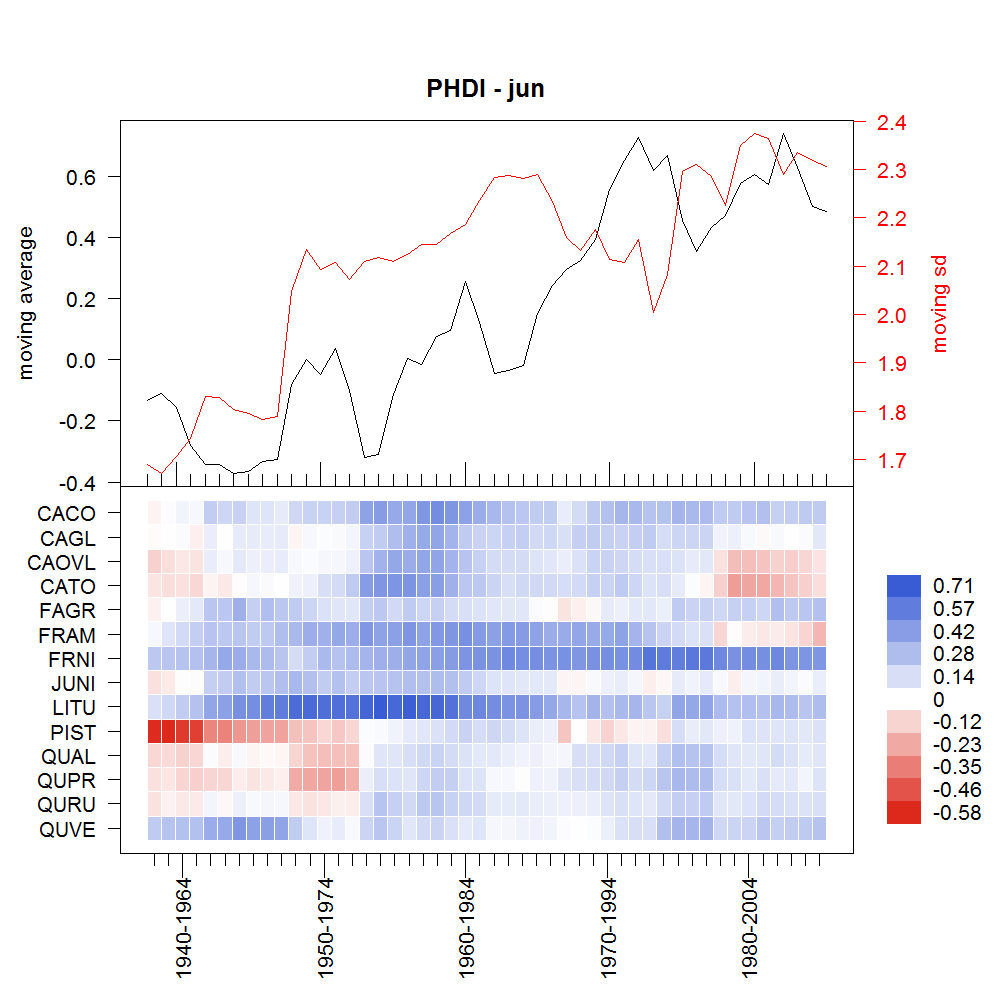 PHDI - jun
moving average
0.6
0.4
0.2
0.0
-0.2
-0.4
2.4
2.3
2.2
2.1
2.0
1.9
1.8
1.7
moving sd
CACO
CAGL
CAOVL
CATO
FAGR
FRAM
FRNI
JUNI
LITU
PIST
QUAL
QUPR
QURU
QUVE
0.71
0.57
0.42
0.28
0.14
0
-0.12
-0.23
-0.35
-0.46
-0.58
1940-1964
1950-1974
1960-1984
1970-1994
1980-2004